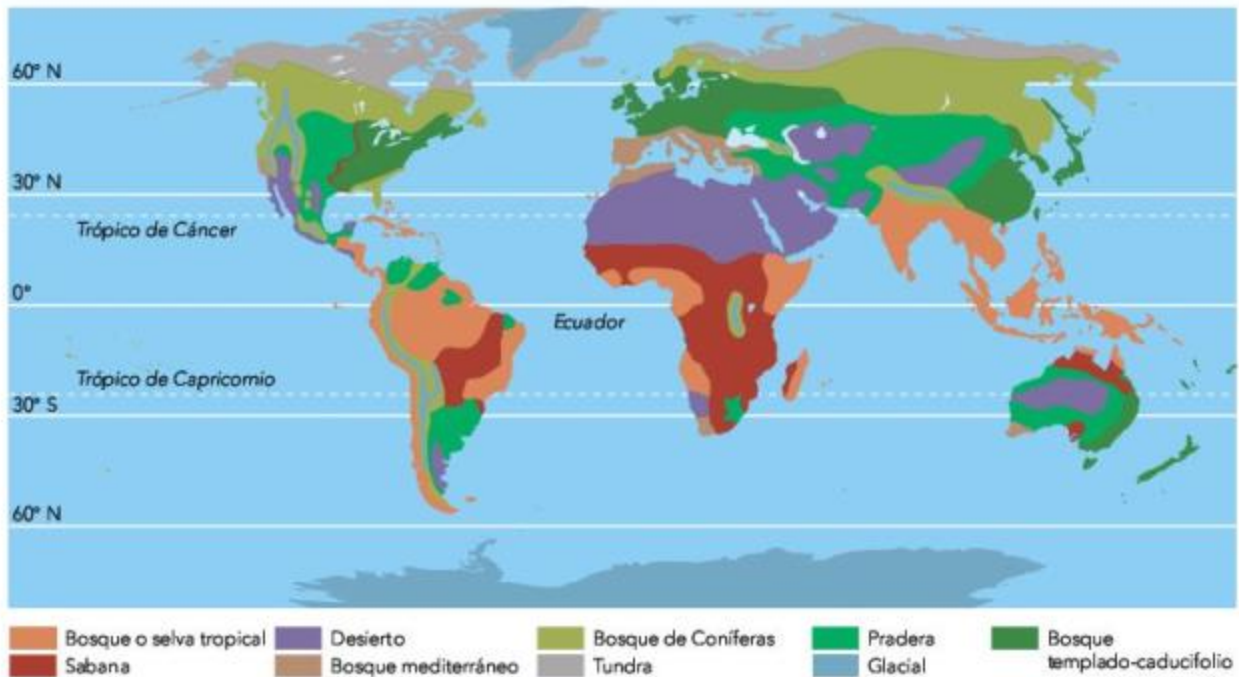 60° N
30° N
Trópico de Cáncer
0°
Ecuador
Trópico de Capricornio
30° S
60° N
Bosque o selva tropical
Desierto
Bosque de Coníferas
Pradera
Bosque
templado-caducifolio
Sabana
Bosque mediterráneo
Tundra
Glacial